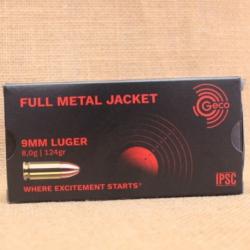 FULL METAL JACKET
Geco
9MM LUGER
8,0g | 124gr
WHERE EXCITEMENT STARTS®
IPSC